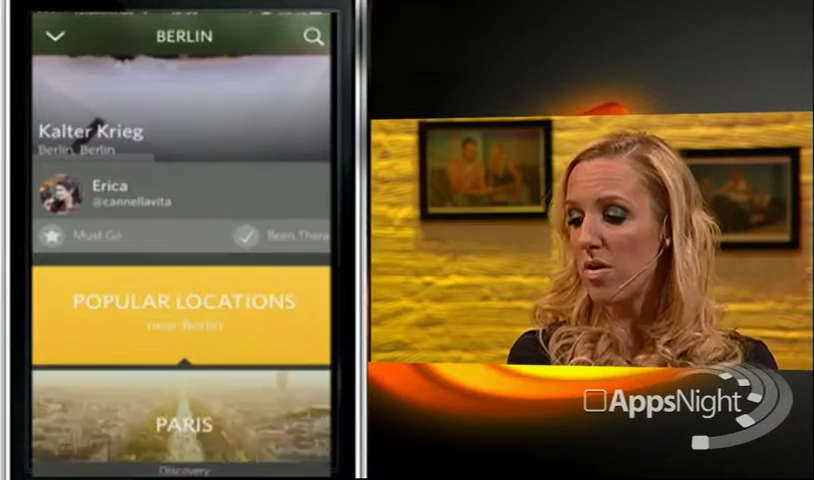 BERLIN
Kalter Krieg
Berlin, Berlin
Erica
@cannellavita
Must Go
Been There
POPULAR LOCATIONS
near Berlin
PARIS
Discovery
AppsNight